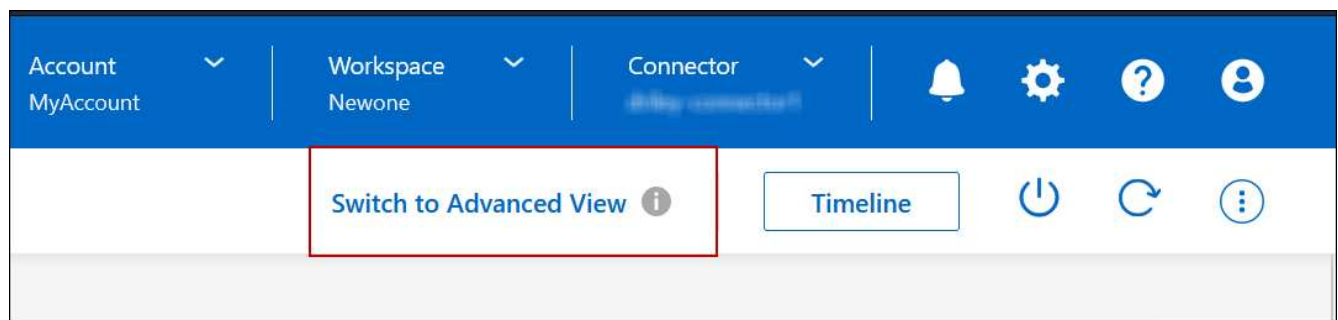 Account
MyAccount
Workspace
Newone
Connector
Switch to Advanced View
Timeline